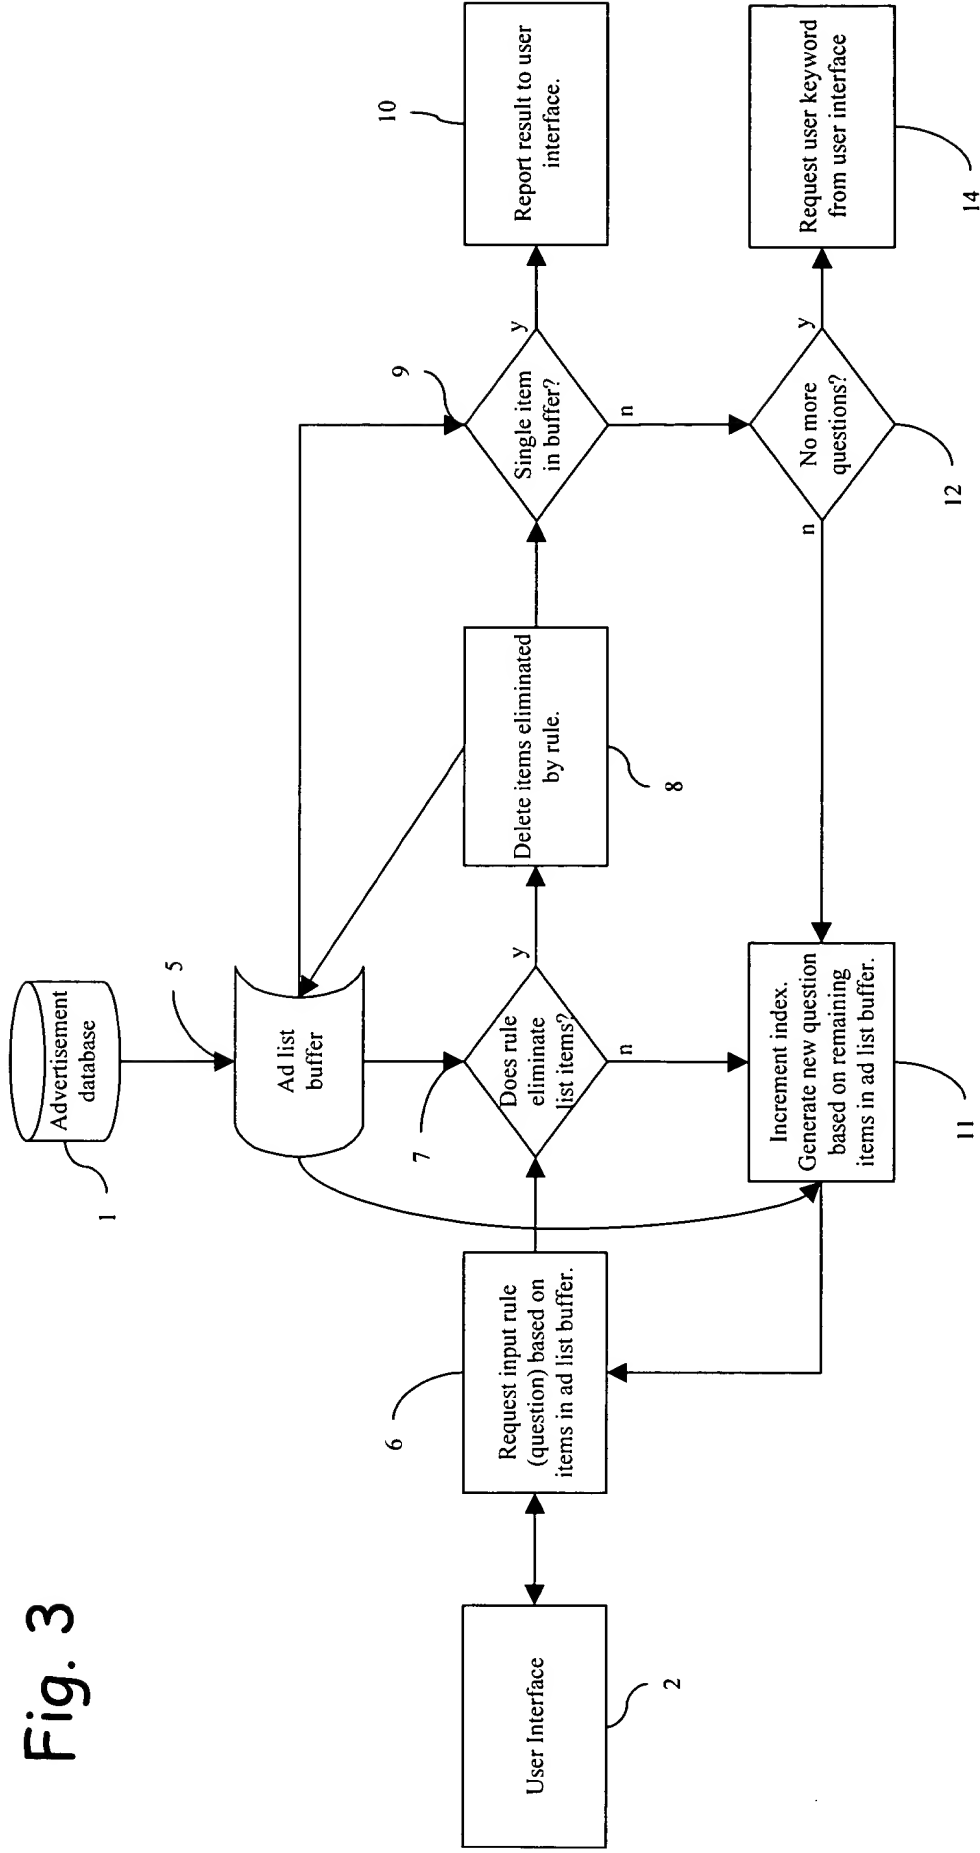 Fig. 3
1
Advertisement
database
5
Ad list
buffer
User Interface
2
6
Request input rule
(question) based on
items in ad list buffer.
7
Does rule
eliminate
list items?
y
n
Delete items eliminated
by rule.
8
9
Single item
in buffer?
y
n
10
Report result to user
interface.
Increment index.
Generate new question
based on remaining
items in ad list buffer.
11
n
No more
questions?
y
12
Request user keyword
from user interface
14